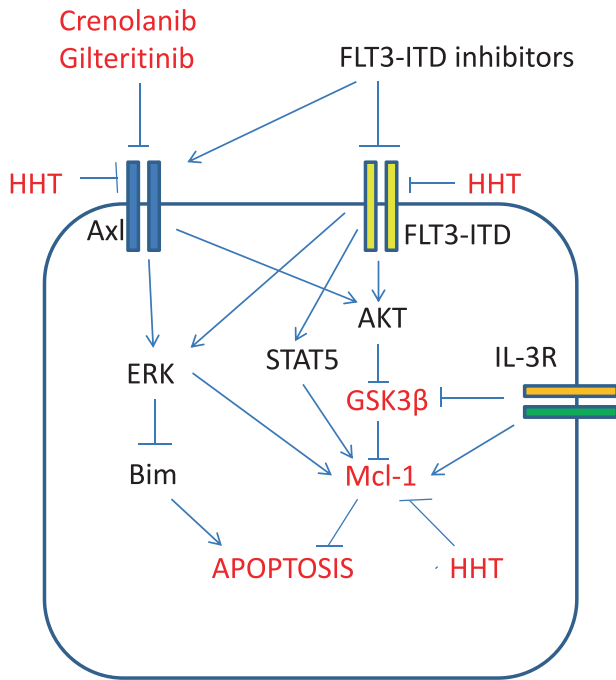 Crenolanib
Gilteritinib
FLT3-ITD inhibitors
HHT
HHT
Axl
FLT3-ITD
AKT
STAT5
IL-3R
ERK
GSK3β
Bim
Mcl-1
APOPTOSIS
HHT